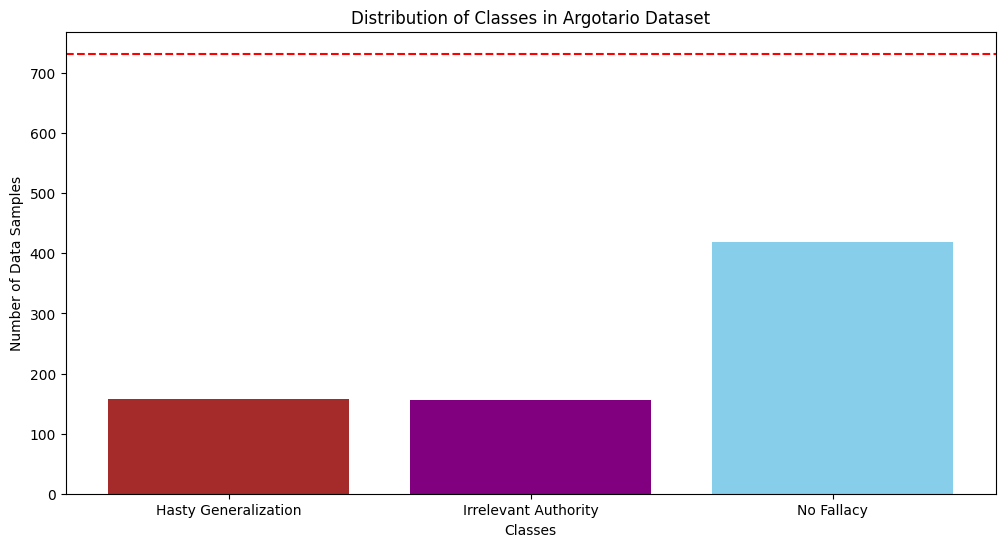 Distribution of Classes in Argotario Dataset
Number of Data Samples
700
600
500
400
300
200
100
0
Hasty Generalization
Irrelevant Authority
No Fallacy
Classes